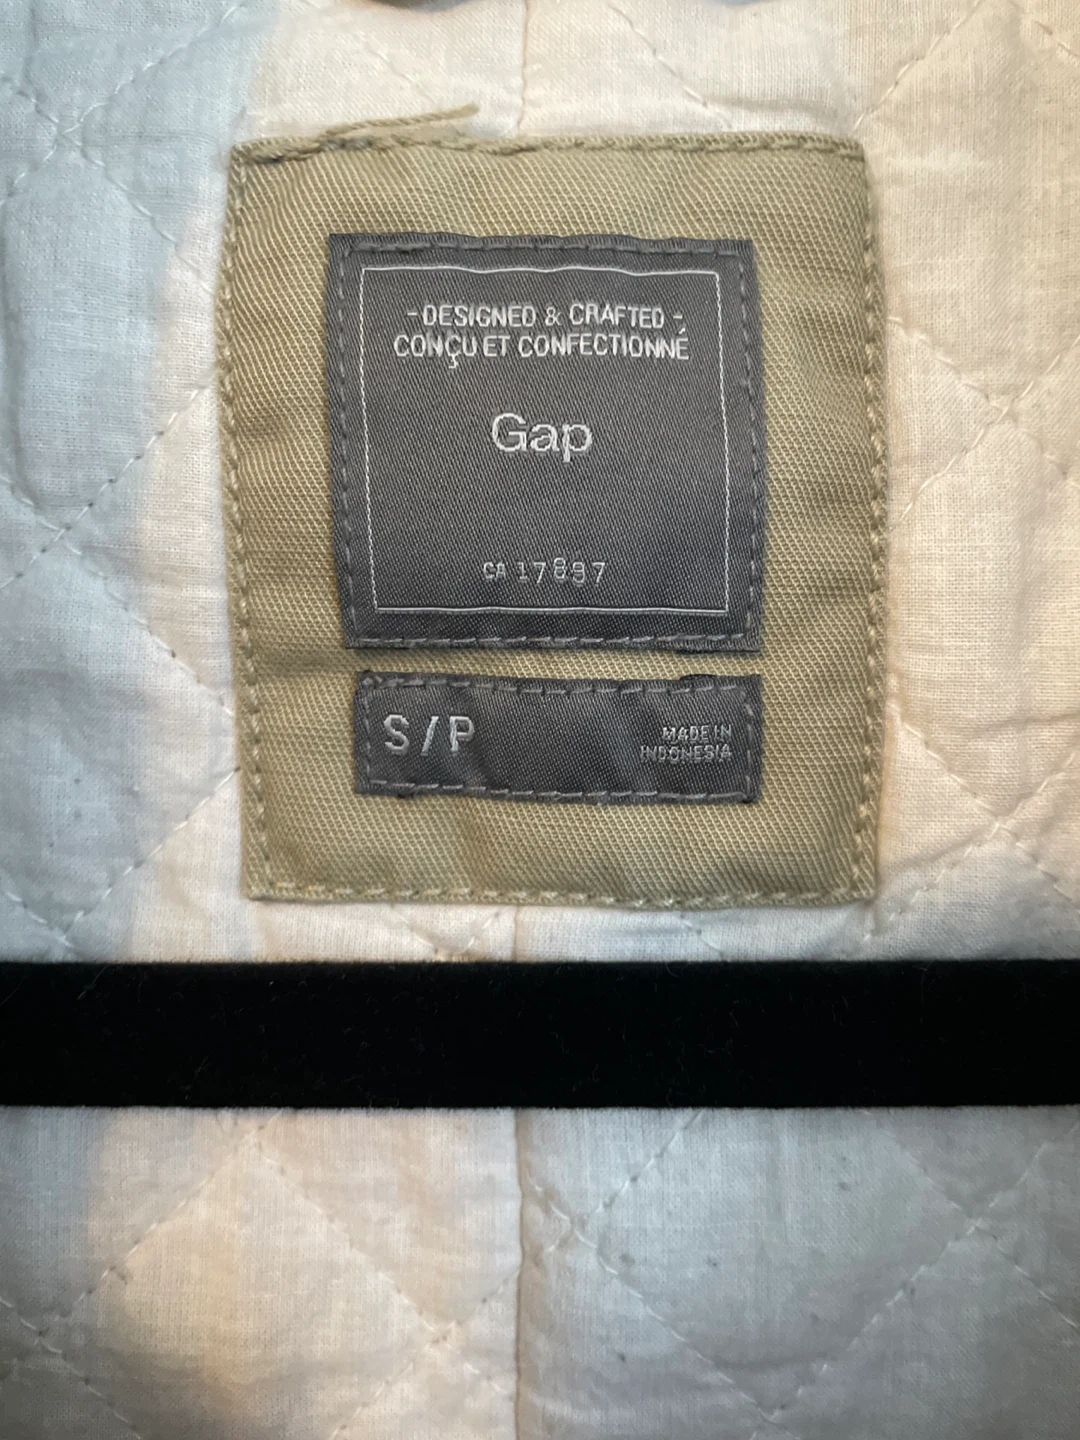 - DESIGNED & CRAFTED -
CONÇU ET CONFECTIONNÉ
Gap
CA 17897
S / P
MADE IN
INDONESIA